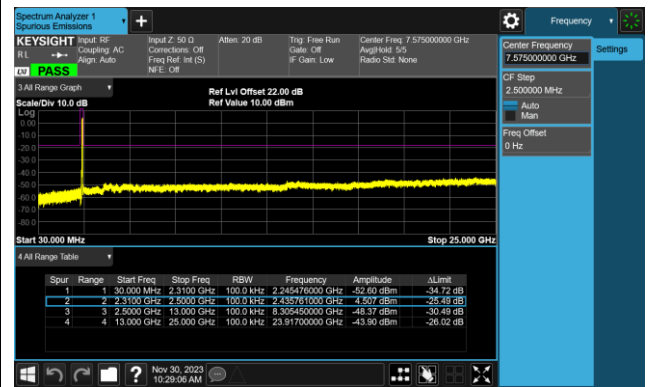 Spectrum Analyzer 1
Spurious Emissions
Frequency
KEYSIGHT
Input: RF
Coupling: AC
Align: Auto
Input Z: 50 Ω
Corrections: Off
Freq Ref: Int (S)
NFE: Off
Atten: 20 dB
Trig: Free Run
Gate: Off
IF Gain: Low
Center Freq: 7.575000000 GHz
Avg|Hold: 5/5
Radio Std: None
RL
LXI
PASS
Center Frequency
7.575000000 GHz
Settings
CF Step
2.500000 MHz
Auto
Man
Freq Offset
0 Hz
3 All Range Graph
Scale/Div 10.0 dB
Ref Lvl Offset 22.00 dB
Ref Value 10.00 dBm
Log
0.00
-10.0
-20.0
-30.0
-40.0
-50.0
-60.0
-70.0
-80.0
Start 30.000 MHz
Stop 25.000 GHz
4 All Range Table
Spur Range Start Freq Stop Freq RBW Frequency Amplitude ΔLimit
1 1 30.000 MHz 2.3100 GHz 100.0 kHz 2.245476000 GHz -52.60 dBm -34.72 dB
2 2 2.3100 GHz 2.5000 GHz 100.0 kHz 2.435761000 GHz 4.507 dBm -25.49 dB
3 3 2.5000 GHz 13.000 GHz 100.0 kHz 8.305450000 GHz -48.37 dBm -30.49 dB
4 4 13.000 GHz 25.000 GHz 100.0 kHz 23.91700000 GHz -43.90 dBm -26.02 dB
?
Nov 30, 2023
10:29:06 AM